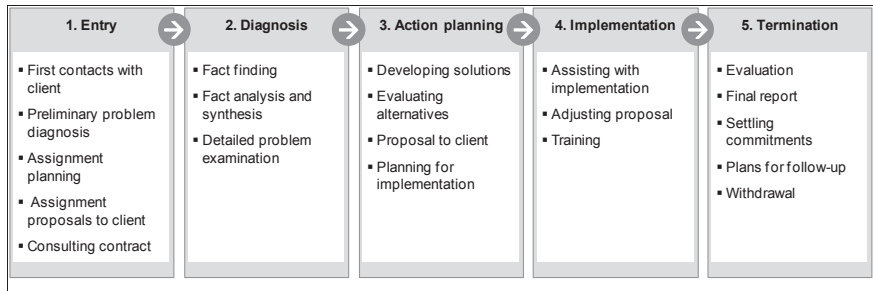 1. Entry
▪ First contacts with
client
▪ Preliminary problem
diagnosis
▪ Assignment
planning
▪ Assignment
proposals to client
▪ Consulting contract
2. Diagnosis
▪ Fact finding
▪ Fact analysis and
synthesis
▪ Detailed problem
examination
3. Action planning
▪ Developing solutions
▪ Evaluating
alternatives
▪ Proposal to client
▪ Planning for
implementation
4. Implementation
▪ Assisting with
implementation
▪ Adjusting proposal
▪ Training
5. Termination
▪ Evaluation
▪ Final report
▪ Settling
commitments
▪ Plans for follow-up
▪ Withdrawal